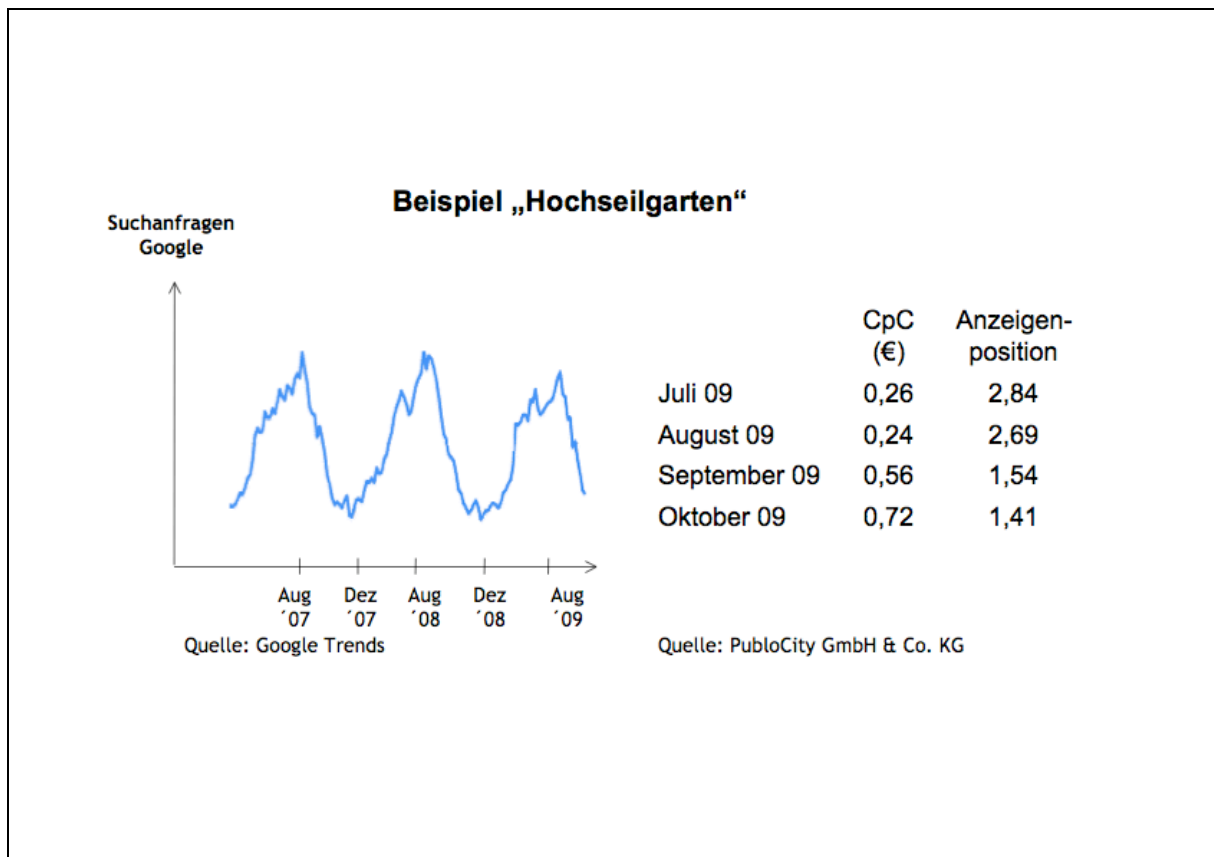 Beispiel „Hochseilgarten“
Suchanfragen
Google
Aug
´07
Dez
´07
Aug
´08
Dez
´08
Aug
´09
Quelle: Google Trends
CpC
(€)
Anzeigen-
position
Juli 09 0,26 2,84
August 09 0,24 2,69
September 09 0,56 1,54
Oktober 09 0,72 1,41
Quelle: PubloCity GmbH & Co. KG